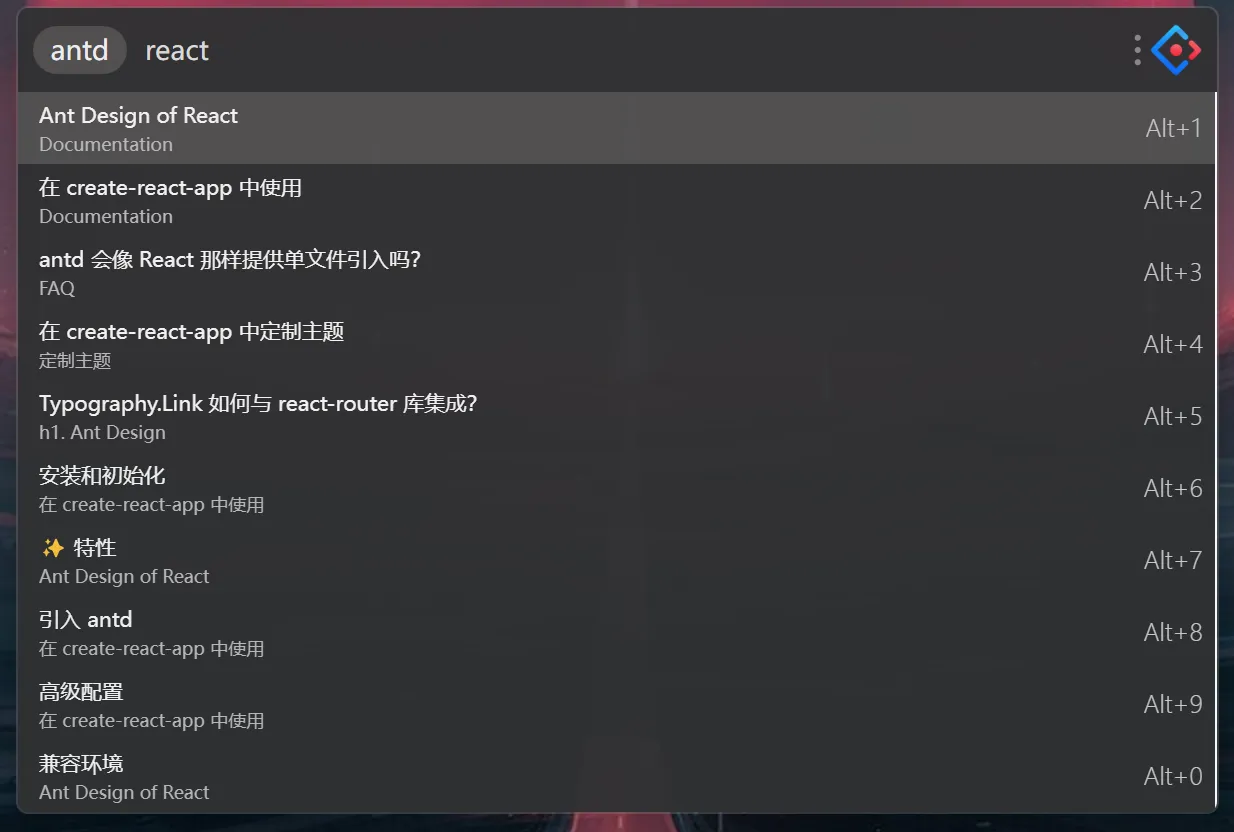 antd react
Ant Design of React
Documentation
Alt+1
在 create-react-app 中使用
Documentation
Alt+2
antd 会像 React 那样提供单文件引入吗？
FAQ
Alt+3
在 create-react-app 中定制主题
定制主题
Alt+4
Typography.Link 如何与 react-router 库集成？
h1. Ant Design
Alt+5
安装和初始化
在 create-react-app 中使用
Alt+6
✨ 特性
Ant Design of React
Alt+7
引入 antd
在 create-react-app 中使用
Alt+8
高级配置
在 create-react-app 中使用
Alt+9
兼容环境
Ant Design of React
Alt+0